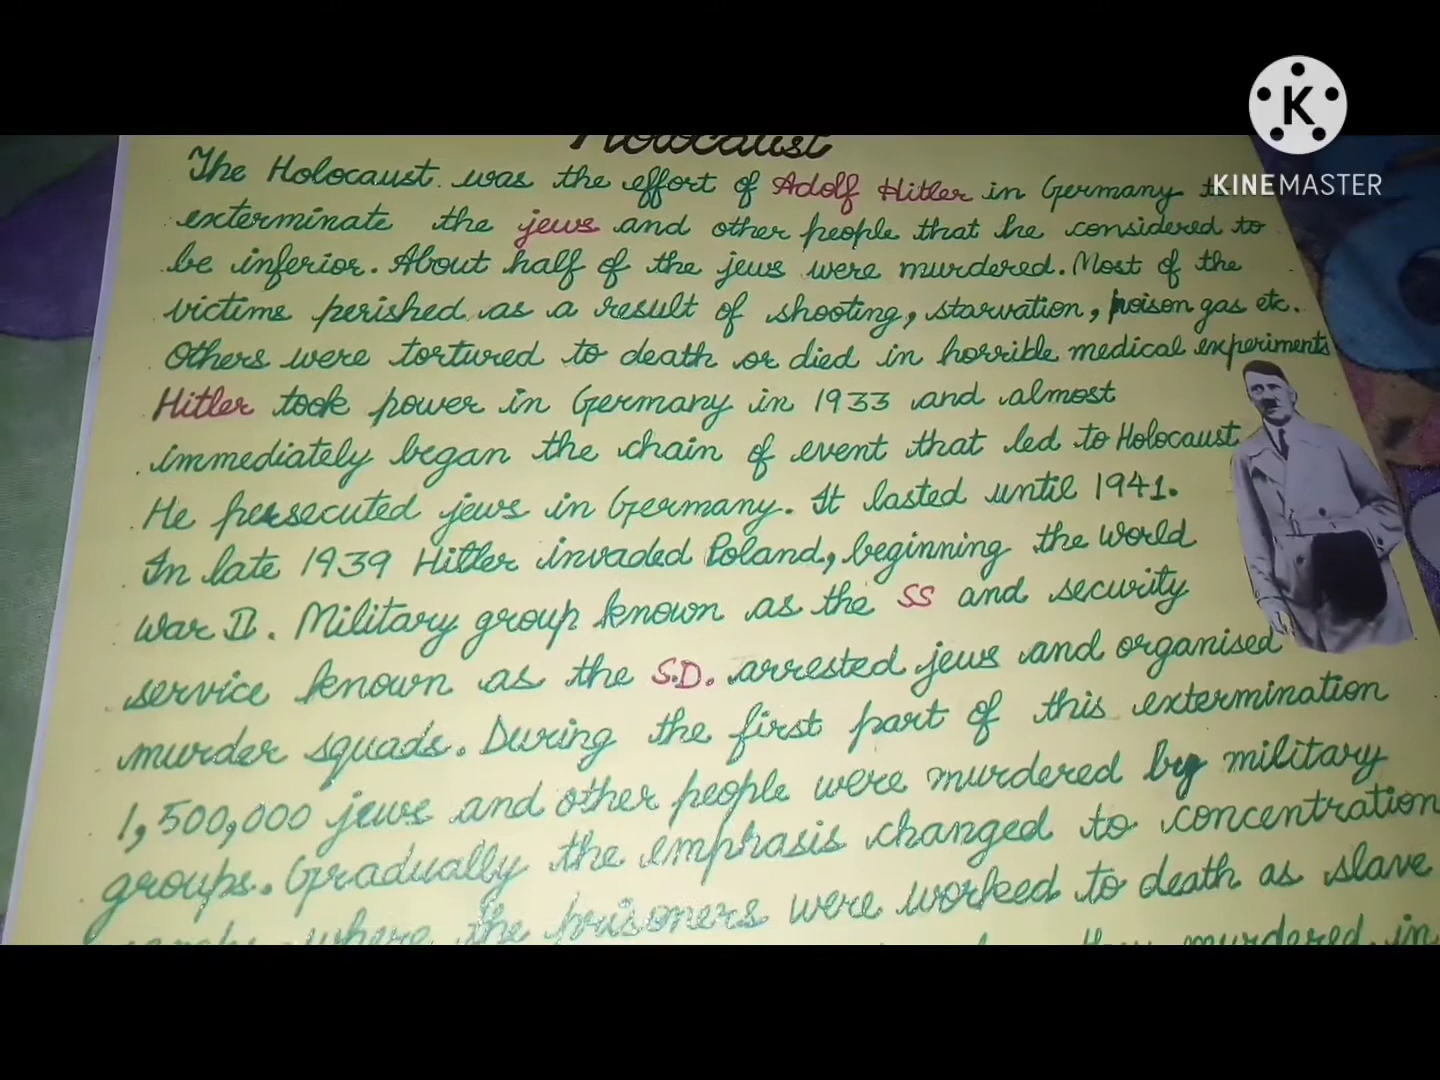 K
KINEMASTER
Holocaust
The Holocaust was the effort of Adolf Hitler in Germany
exterminate the jews and other people that he considered to
be inferior. About half of the jews were murdered. Most of the
victims perished as a result of shooting, starvation, poison gas etc.
Others were tortured to death or died in horrible medical experiments
Hitler took power in Germany in 1933 and almost
immediately began the chain of event that led to Holocaust
He persecuted jews in Germany. It lasted until 1941.
In late 1939 Hitler invaded Poland, beginning the world
war II. Military group known as the SS and security
service known as the S.D. arrested jews and organised
murder squads. During the first part of this extermination
1,500,000 jews and other people were murdered by military
groups. Gradually the emphasis changed to concentration
where the prisoners were worked to death as slave
murdered in